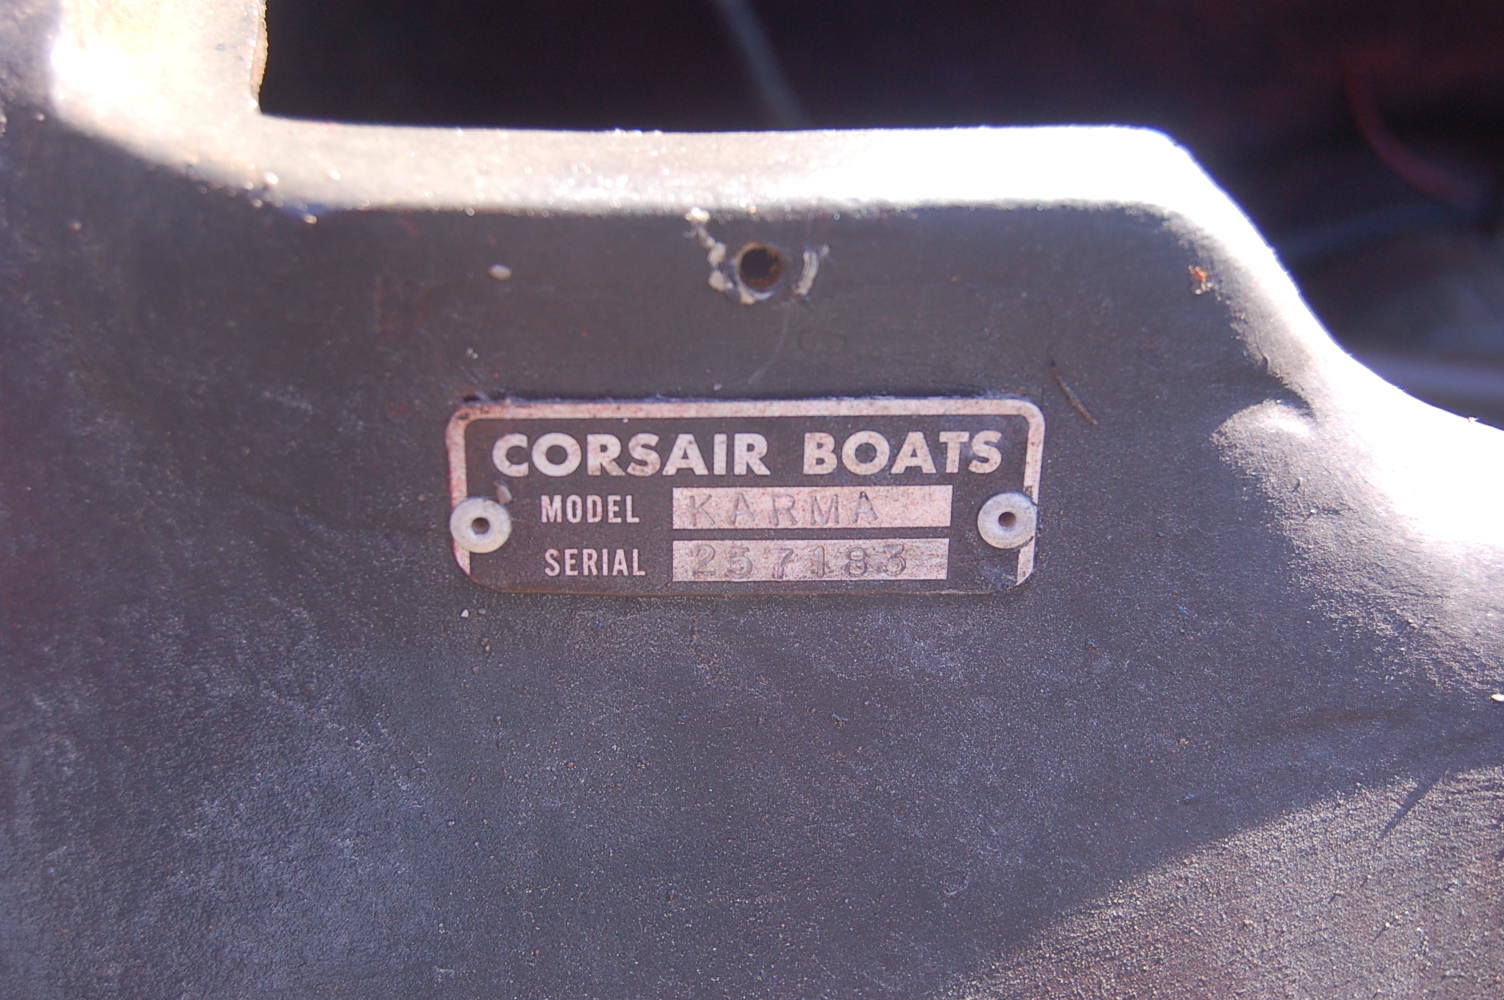 CORSAIR BOATS
MODEL KARMA
SERIAL 257183